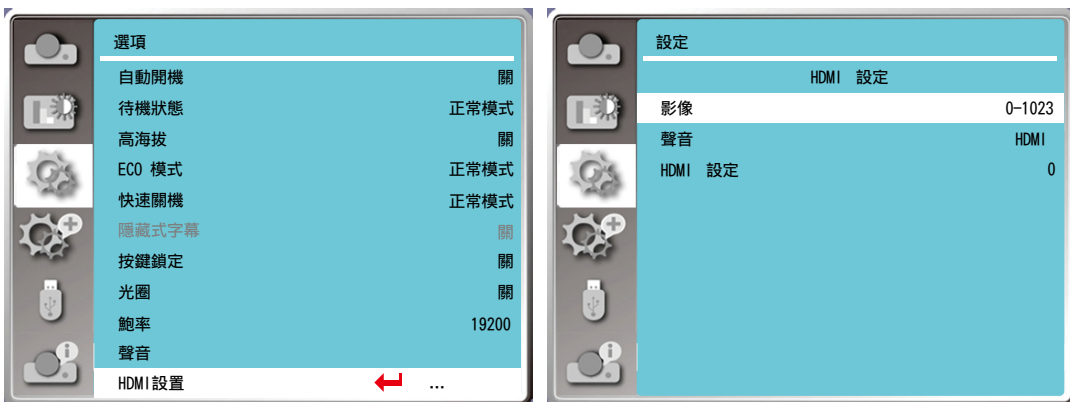 選項
自動開機 關
待機狀態 正常模式
高海拔 關
ECO 模式 正常模式
快速關機 正常模式
隱藏式字幕 關
按鍵鎖定 關
光圈 關
鮑率 19200
聲音
HDMI設置 ...
設定
HDMI 設定
影像 0-1023
聲音 HDMI
HDMI 設定 0